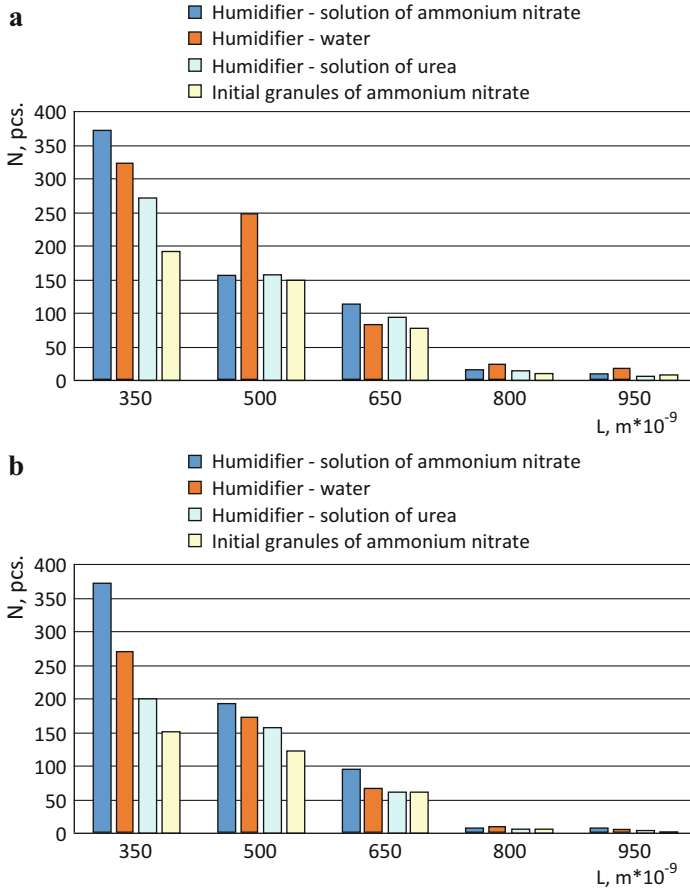 a
Humidifier - solution of ammonium nitrate
Humidifier - water
Humidifier - solution of urea
Initial granules of ammonium nitrate
N, pcs.
400
350
300
250
200
150
100
50
0
350 500 650 800 950
L, m*10-9
b
Humidifier - solution of ammonium nitrate
Humidifier - water
Humidifier - solution of urea
Initial granules of ammonium nitrate
N, pcs.
400
350
300
250
200
150
100
50
0
350 500 650 800 950
L, m*10-9